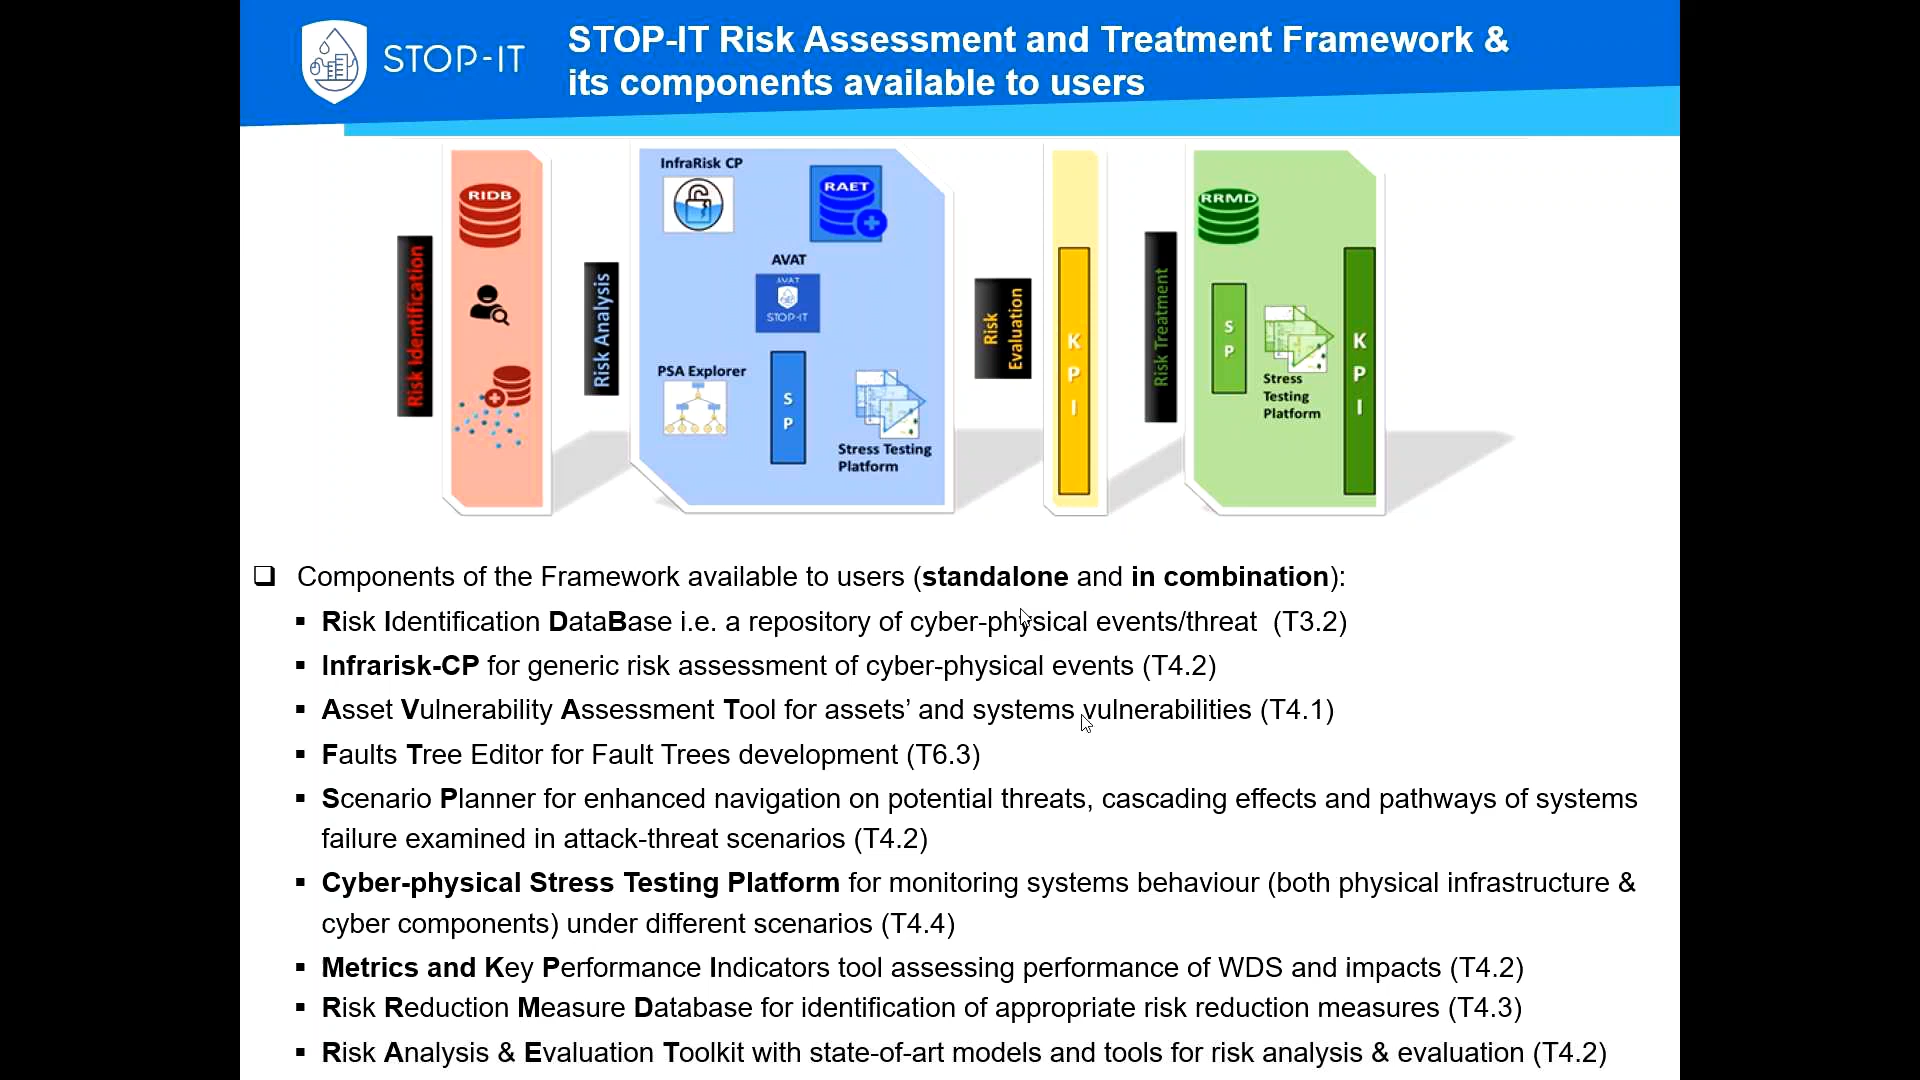 STOP-IT
STOP-IT Risk Assessment and Treatment Framework &
its components available to users
Risk Identification
RIDB
Risk Analysis
InfraRisk CP
RAET
AVAT
AVAT
STOP-IT
PSA Explorer
S
P
Stress Testing
Platform
Risk
Evaluation
K
P
I
Risk Treatment
RRMD
S
P
Stress
Testing
Platform
K
P
I
❑ Components of the Framework available to users (standalone and in combination):
▪ Risk Identification DataBase i.e. a repository of cyber-physical events/threat (T3.2)
▪ Infrarisk-CP for generic risk assessment of cyber-physical events (T4.2)
▪ Asset Vulnerability Assessment Tool for assets’ and systems vulnerabilities (T4.1)
▪ Faults Tree Editor for Fault Trees development (T6.3)
▪ Scenario Planner for enhanced navigation on potential threats, cascading effects and pathways of systems
failure examined in attack-threat scenarios (T4.2)
▪ Cyber-physical Stress Testing Platform for monitoring systems behaviour (both physical infrastructure &
cyber components) under different scenarios (T4.4)
▪ Metrics and Key Performance Indicators tool assessing performance of WDS and impacts (T4.2)
▪ Risk Reduction Measure Database for identification of appropriate risk reduction measures (T4.3)
▪ Risk Analysis & Evaluation Toolkit with state-of-art models and tools for risk analysis & evaluation (T4.2)